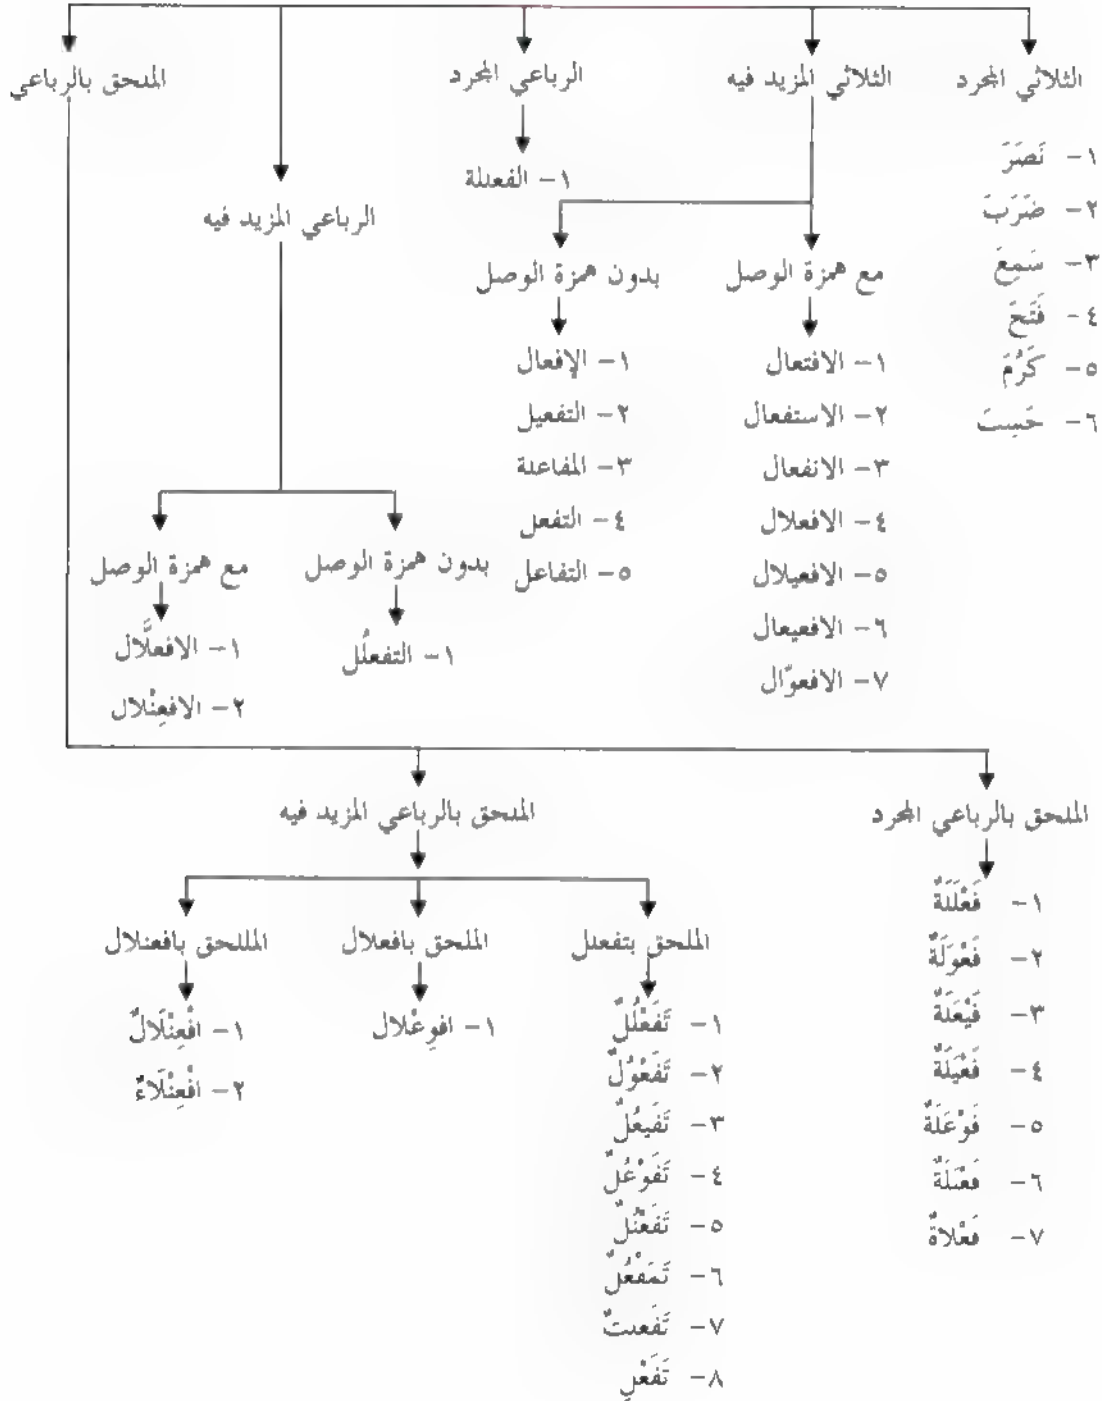 الثلاثي المجرد
١- نَصَرَ
٢- ضَرَبَ
٣- سَمِعَ
٤- فَتَحَ
٥- كَرُمَ
٦- حَسِبَ
الثلاثي المزيد فيه
مع همزة الوصل
١- الافتعال
٢- الاستفعال
٣- الانفعال
٤- الافعلال
٥- الافعيلال
٦- الافعيعال
٧- الافعوّال
بدون همزة الوصل
١- الإفعال
٢- التفعيل
٣- المفاعلة
٤- التفعل
٥- التفاعل
الرباعي المجرد
١- الفعللة
الرباعي المزيد فيه
بدون همزة الوصل
١- التفعلُل
مع همزة الوصل
١- الافعلَّال
٢- الافعِنْلال
الملحق بالرباعي
الملحق بالرباعي المجرد
١- فَعْلَلَةٌ
٢- فَعْوَلَةٌ
٣- فَيْعَلَةٌ
٤- فَعْيَلَةٌ
٥- فَوْعَلَةٌ
٦- فَعْنَلَةٌ
٧- فَعْلاةٌ
الملحق بالرباعي المزيد فيه
الملحق بتفعلل
١- تَفَعْلُلٌ
٢- تَفَعْوُلٌ
٣- تَفَيعُلٌ
٤- تَفَوْعُلٌ
٥- تَفَعْنُلٌ
٦- تَمَفْعُلٌ
٧- تَفَعلتٌ
٨- تَفَعْلٍ
الملحق بافعلال
١- افوِعْلال
المللحق بافعنلال
١- افْعِنْلَالٌ
٢- افْعِنْلَاءٌ